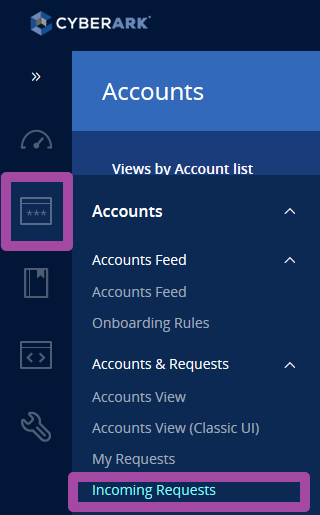 CYBERARK®
»
Accounts
Views by Account list
***
Accounts
Accounts Feed
Accounts Feed
Onboarding Rules
Accounts & Requests
Accounts View
Accounts View (Classic UI)
My Requests
Incoming Requests